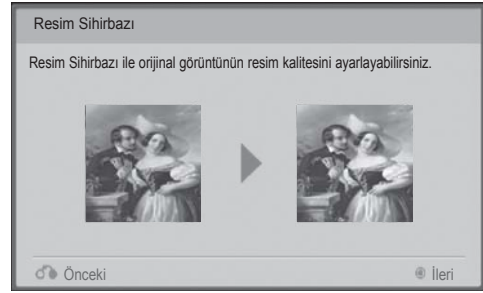 Resim Sihirbazı
Resim Sihirbazı ile orijinal görüntünün resim kalitesini ayarlayabilirsiniz.
Önceki
İleri